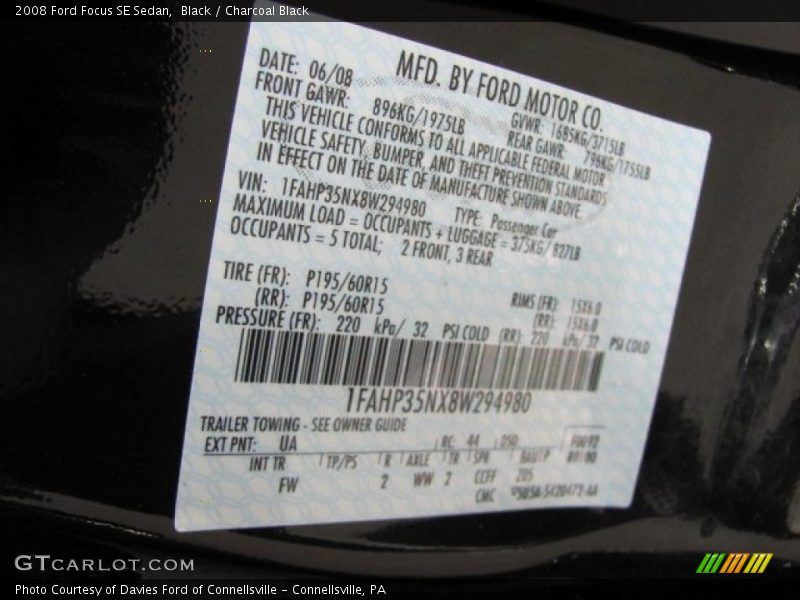 2008 Ford Focus SE Sedan,  Black / Charcoal Black
MFD. BY FORD MOTOR CO.
DATE: 06/08
GVWR: 1685KG/3715LB
FRONT GAWR: 896KG/1975LB
REAR GAWR: 796KG/1755LB
THIS VEHICLE CONFORMS TO ALL APPLICABLE FEDERAL MOTOR
VEHICLE SAFETY, BUMPER, AND THEFT PREVENTION STANDARDS
IN EFFECT ON THE DATE OF MANUFACTURE SHOWN ABOVE.
VIN: 1FAHP35NX8W294980 TYPE: Passenger Car
MAXIMUM LOAD = OCCUPANTS + LUGGAGE = 375KG/ 827LB
OCCUPANTS = 5 TOTAL; 2 FRONT, 3 REAR
TIRE (FR): P195/60R15 RIMS (FR): 15X6.0
(RR): P195/60R15 (RR): 15X6.0
PRESSURE (FR): 220 kPa/ 32 PSI COLD (RR): 220 kPa/ 32 PSI COLD
1FAHP35NX8W294980
TRAILER TOWING - SEE OWNER GUIDE
EXT PNT: UA RC: 44 DSO:
INT TR TP/PS R AXLE TR SPR
FW 2 WW 2 CCFF 205
CMC
GTCARLOT.COM
Photo Courtesy of Davies Ford of Connellsville – Connellsville, PA